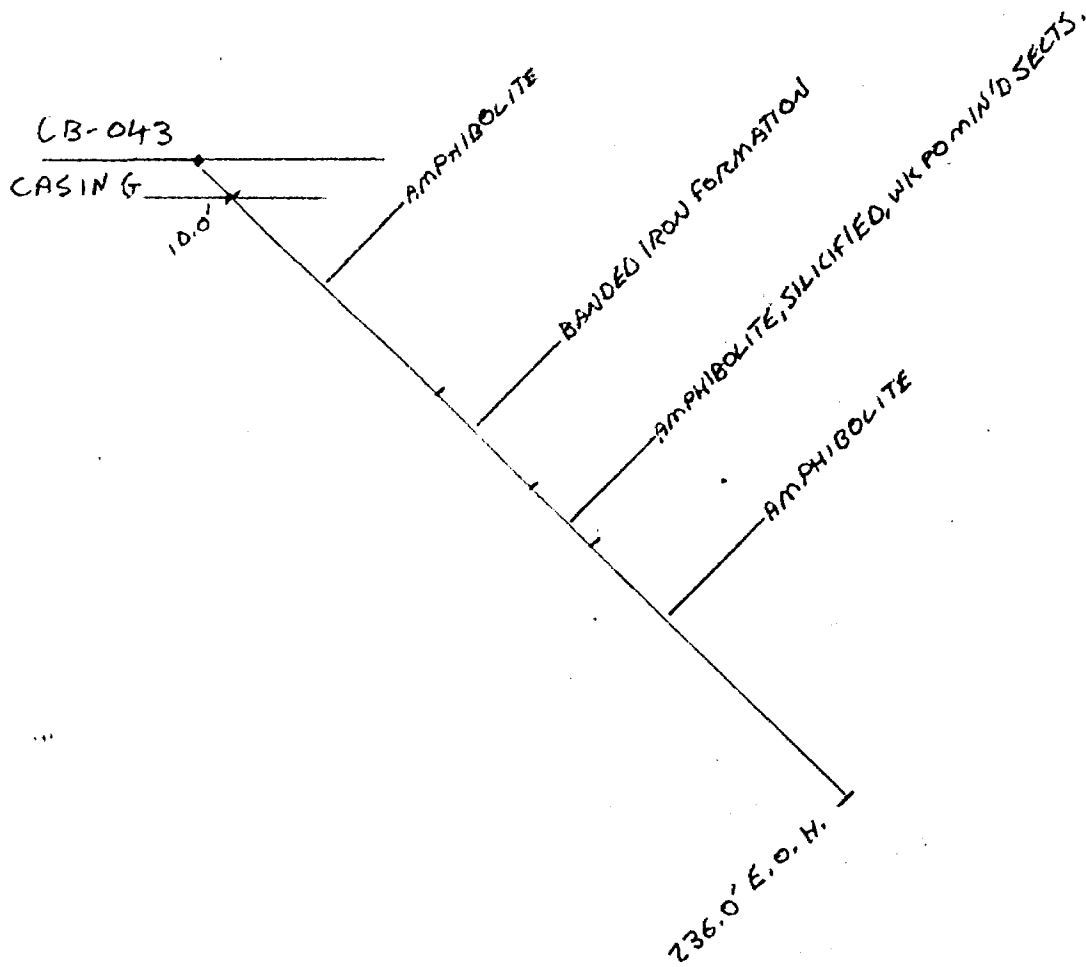 CB-043
CASING
10.0'
AMPHIBOLITE
BANDED IRON FORMATION
AMPHIBOLITE, SILICIFIED, WK PO MIN'D SECTS.
AMPHIBOLITE
236.0' E.O.H.